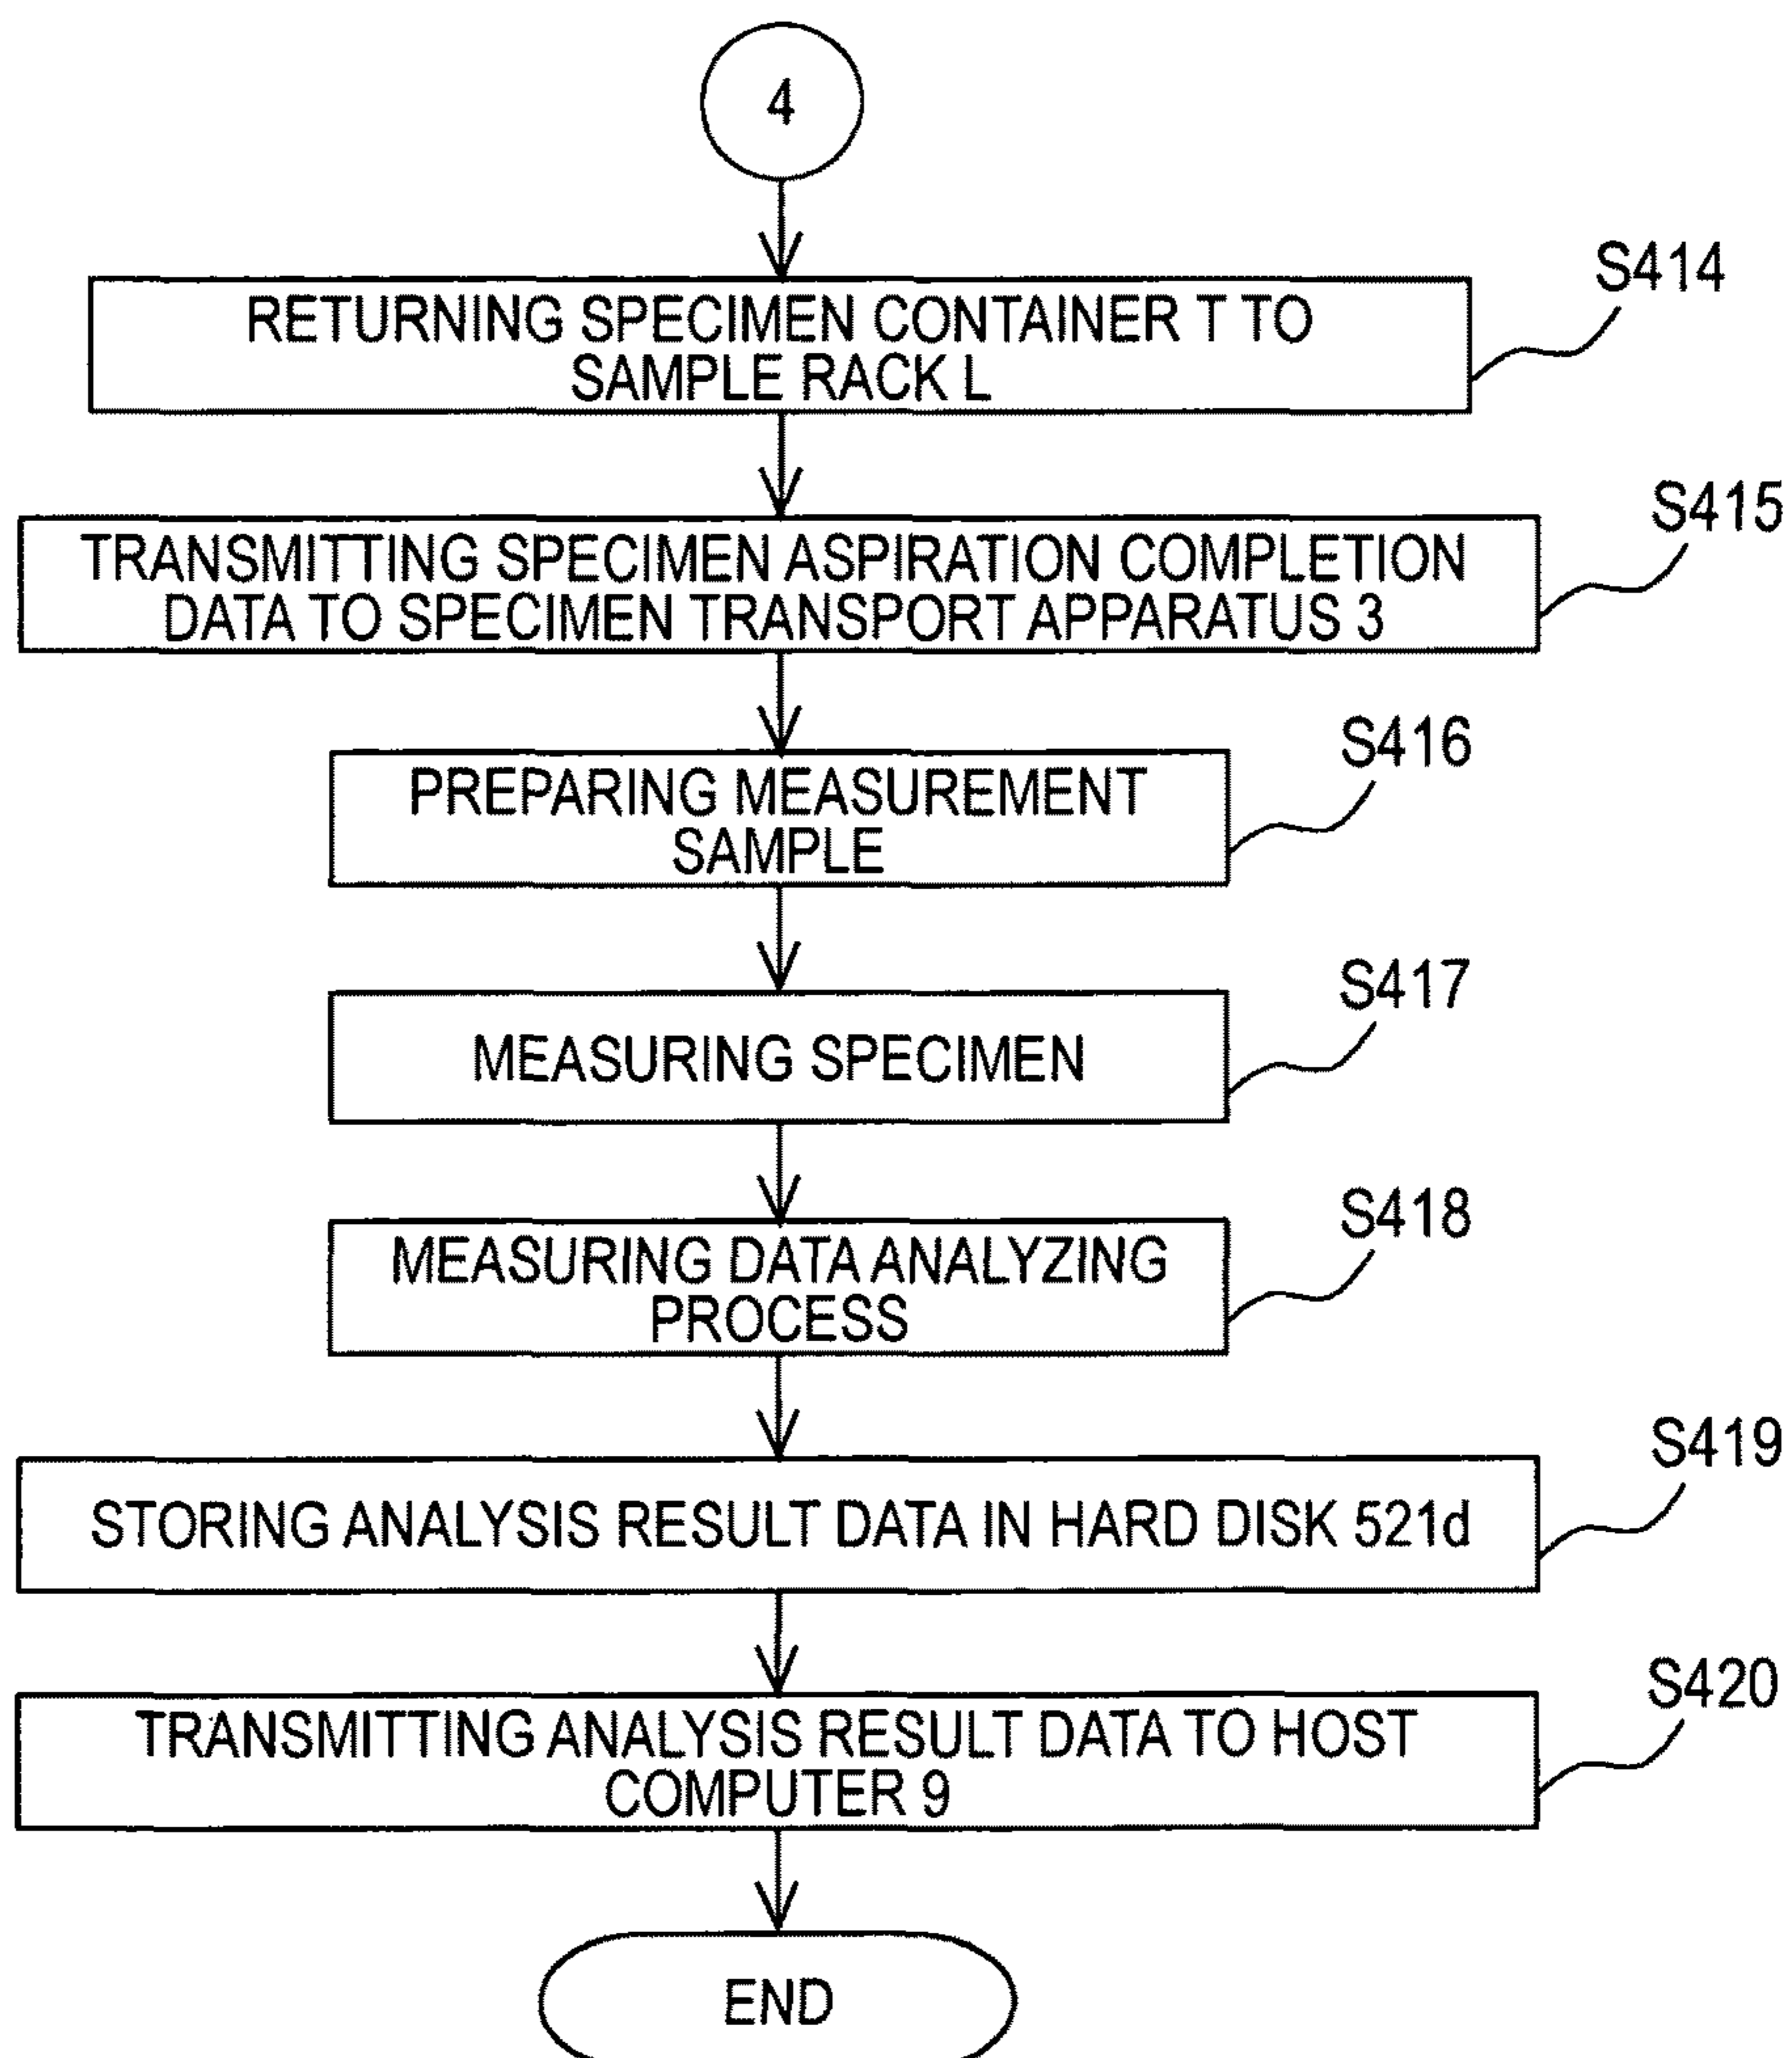 4
S414
RETURNING SPECIMEN CONTAINER T TO
SAMPLE RACK L
S415
TRANSMITTING SPECIMEN ASPIRATION COMPLETION
DATA TO SPECIMEN TRANSPORT APPARATUS 3
S416
PREPARING MEASUREMENT
SAMPLE
S417
MEASURING SPECIMEN
S418
MEASURING DATA ANALYZING
PROCESS
S419
STORING ANALYSIS RESULT DATA IN HARD DISK 521d
S420
TRANSMITTING ANALYSIS RESULT DATA TO HOST
COMPUTER 9
END